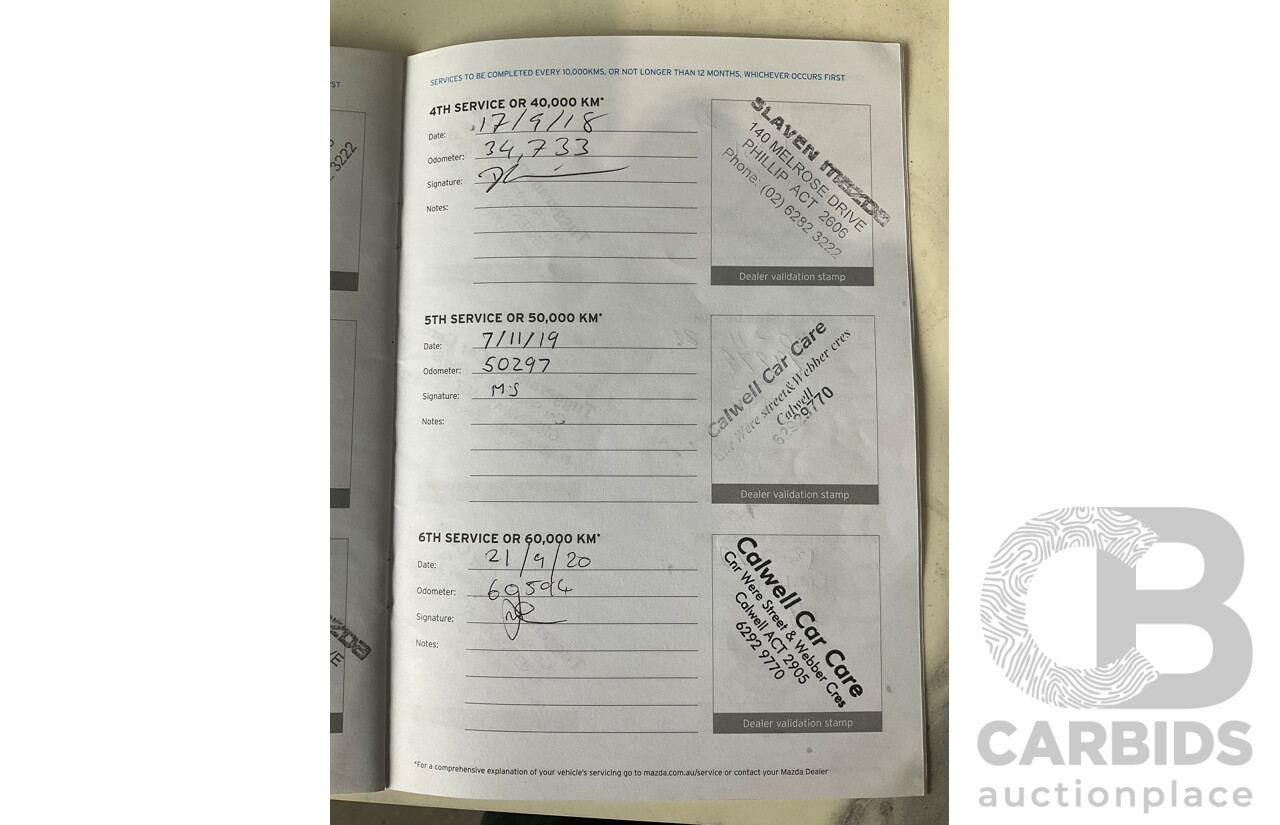 ST
SERVICES TO BE COMPLETED EVERY 10,000KMS, OR NOT LONGER THAN 12 MONTHS, WHICHEVER OCCURS FIRST
4TH SERVICE OR 40,000 KM*
Date: 17/9/18
Odometer: 34,733
Signature:
Notes:
SLAVEN MAZDA
140 MELROSE DRIVE
PHILLIP ACT 2606
Phone: (02) 6282 3222
Dealer validation stamp
3222
5TH SERVICE OR 50,000 KM*
Date: 7/11/19
Odometer: 50297
Signature: M.S
Notes:
Calwell Car Care
Cnr Were street & Webber cres
Calwell
62929770
Dealer validation stamp
6TH SERVICE OR 60,000 KM*
Date: 21/9/20
Odometer: 60594
Signature:
Notes:
Calwell Car Care
Cnr Were Street & Webber Cres
Calwell ACT 2905
6292 9770
Dealer validation stamp
*For a comprehensive explanation of your vehicle's servicing go to mazda.com.au/service or contact your Mazda Dealer
CB
CARBIDS
auctionplace